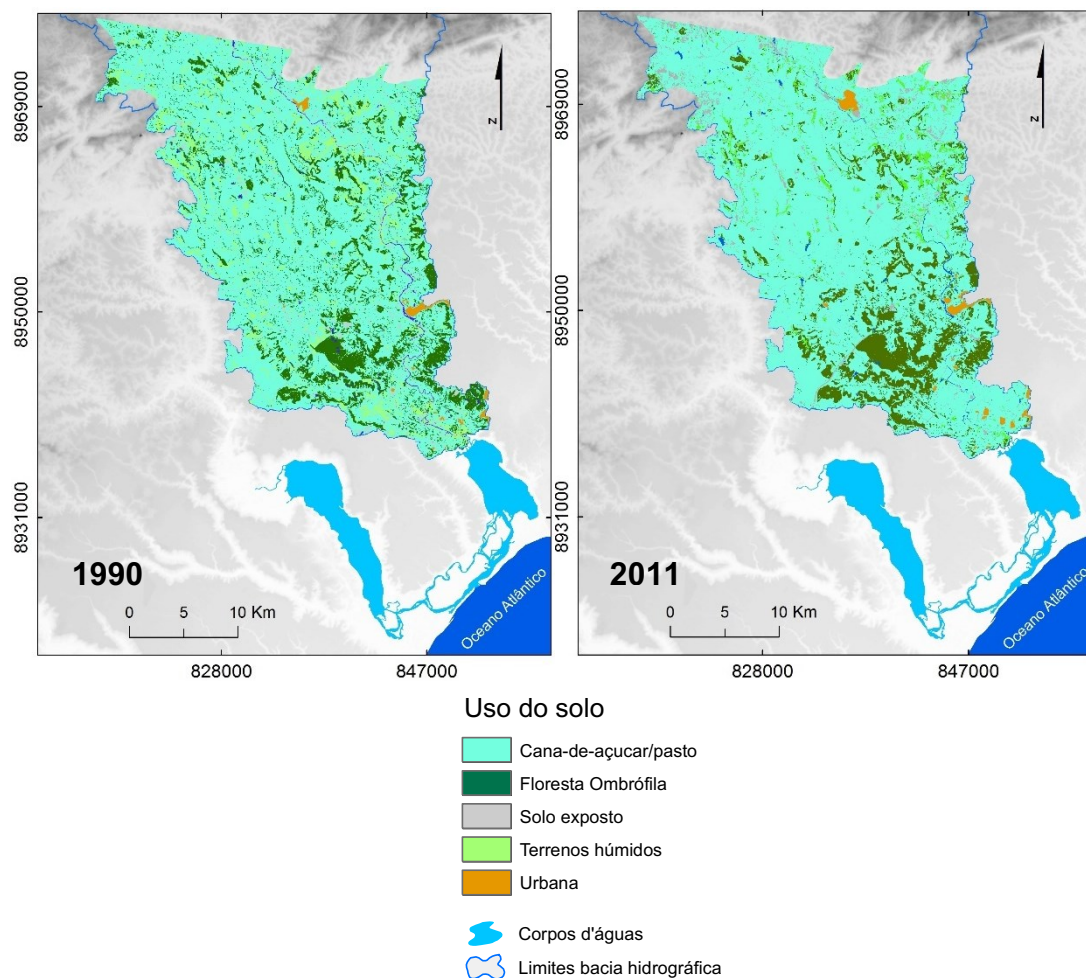 8969000
8950000
8931000
N
1990
0 5 10 Km
Oceano Atlântico
828000 847000
8969000
8950000
8931000
N
2011
0 5 10 Km
Oceano Atlântico
828000 847000
Uso do solo
Cana-de-açucar/pasto
Floresta Ombrófila
Solo exposto
Terrenos húmidos
Urbana
Corpos d'águas
Limites bacia hidrográfica